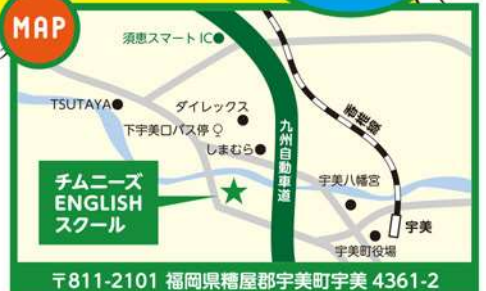 MAP
須恵スマートIC
TSUTAYA
ダイレックス
下宇美口バス停
しまむら
九州自動車道
香椎線
チムニーズ
ENGLISH
スクール
宇美八幡宮
宇美
宇美町役場
〒811-2101 福岡県糟屋郡宇美町宇美 4361-2